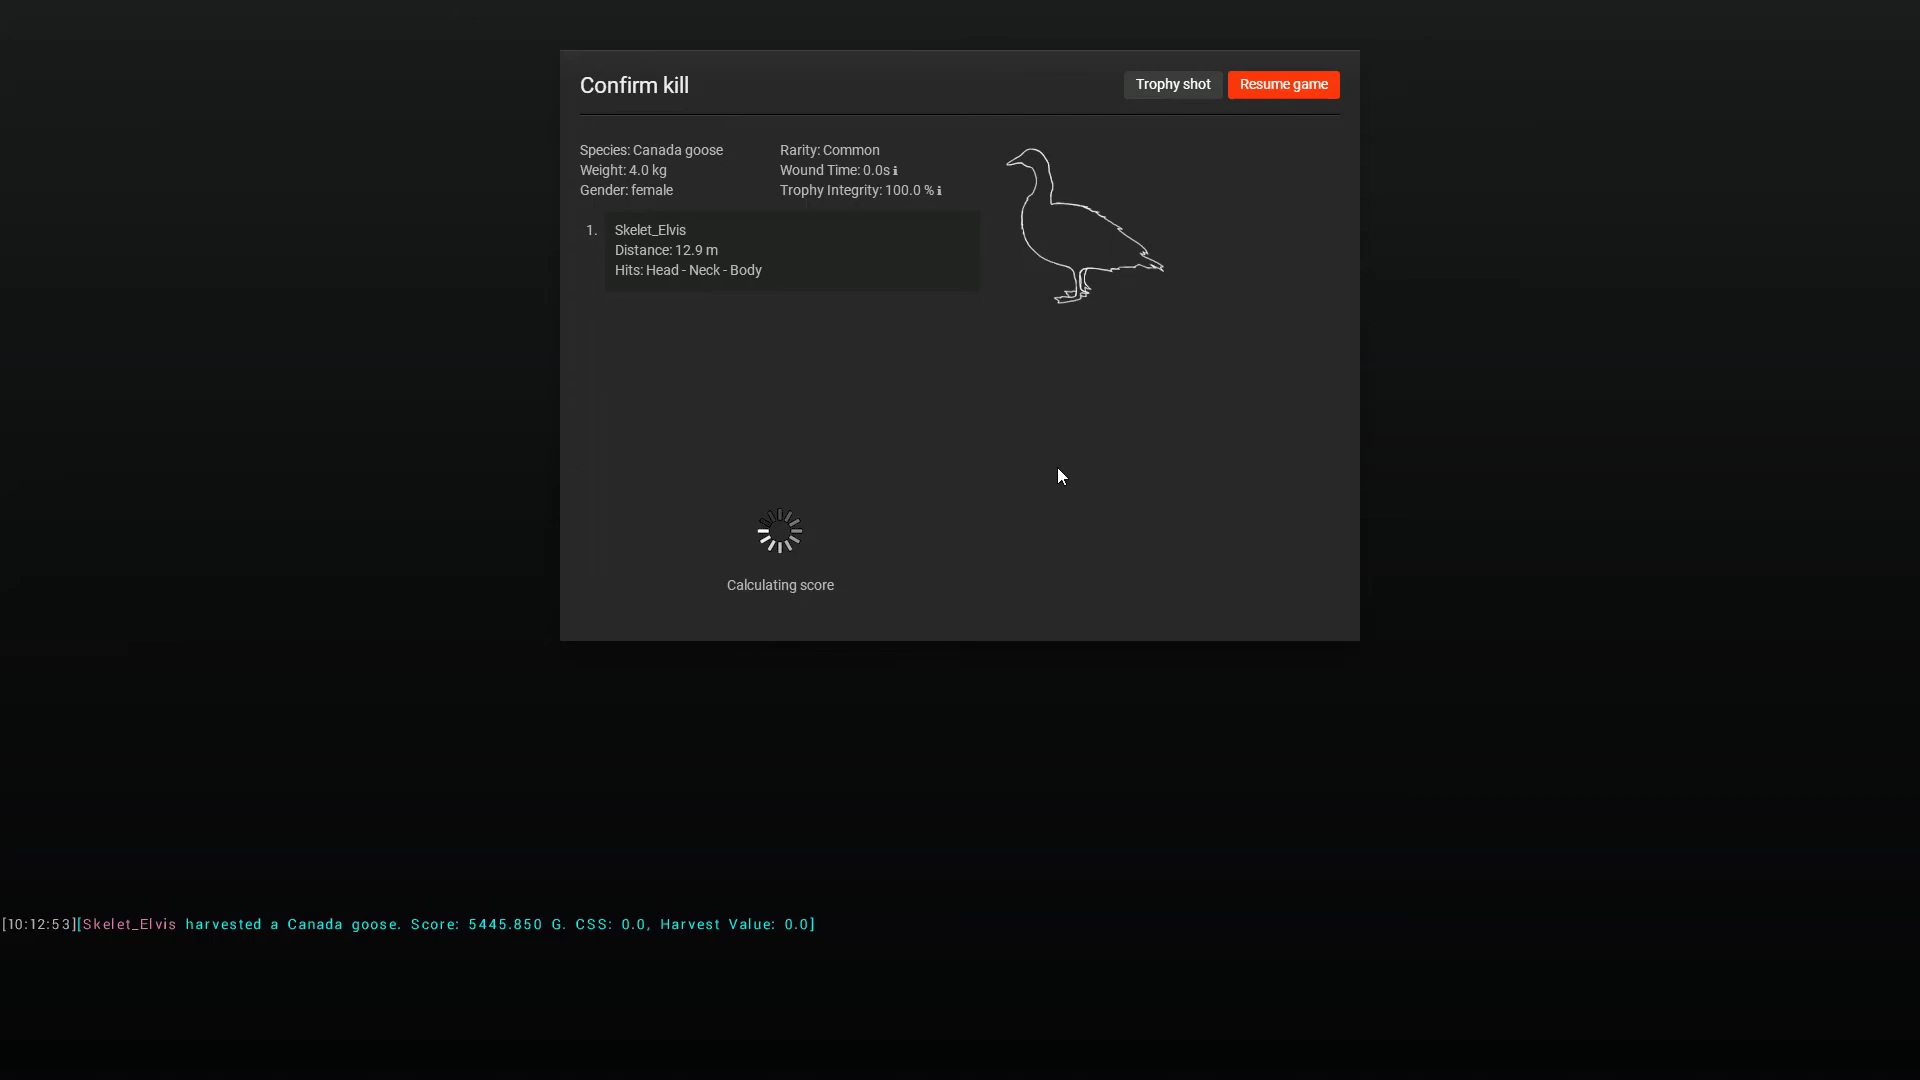 Confirm kill
Trophy shot
Resume game
Species: Canada goose
Rarity: Common
Weight: 4.0 kg
Wound Time: 0.0s i
Gender: female
Trophy Integrity: 100.0 % i
1. Skelet_Elvis
Distance: 12.9 m
Hits: Head - Neck - Body
Calculating score
[10:12:53][Skelet_Elvis harvested a Canada goose. Score: 5445.850 G. CSS: 0.0, Harvest Value: 0.0]